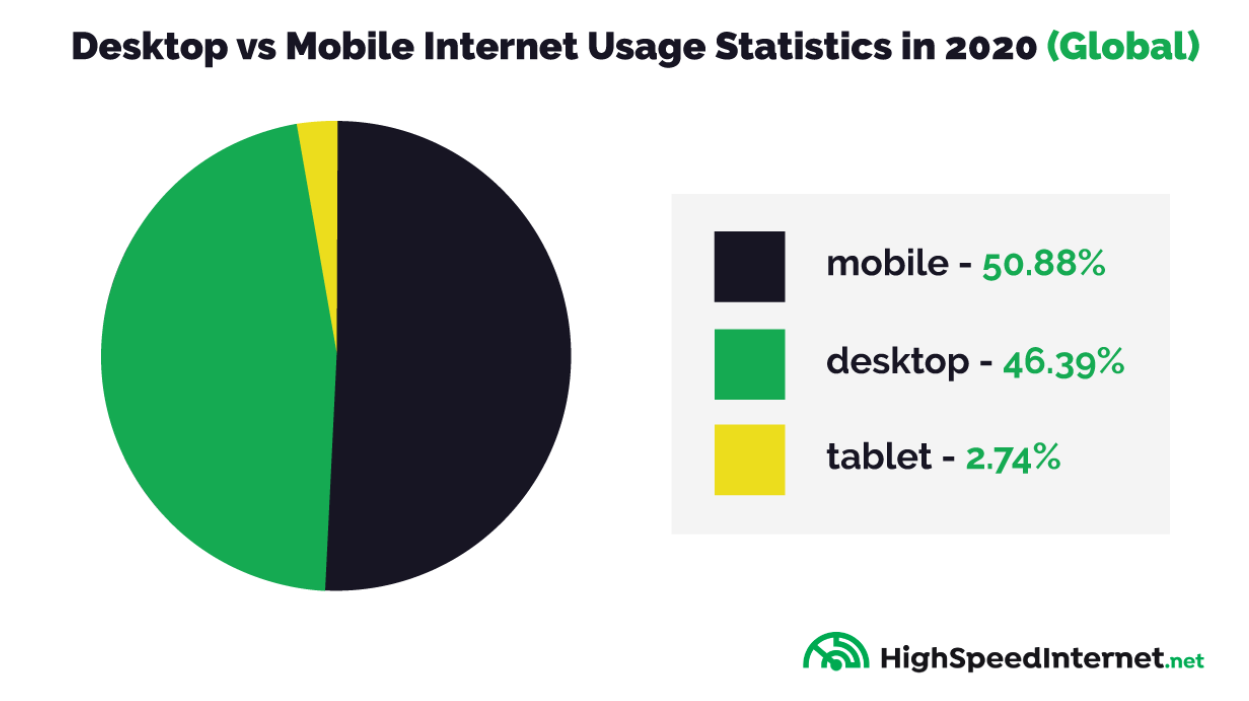 Desktop vs Mobile Internet Usage Statistics in 2020 (Global)
mobile - 50.88%
desktop - 46.39%
tablet - 2.74%
HighSpeedInternet.net